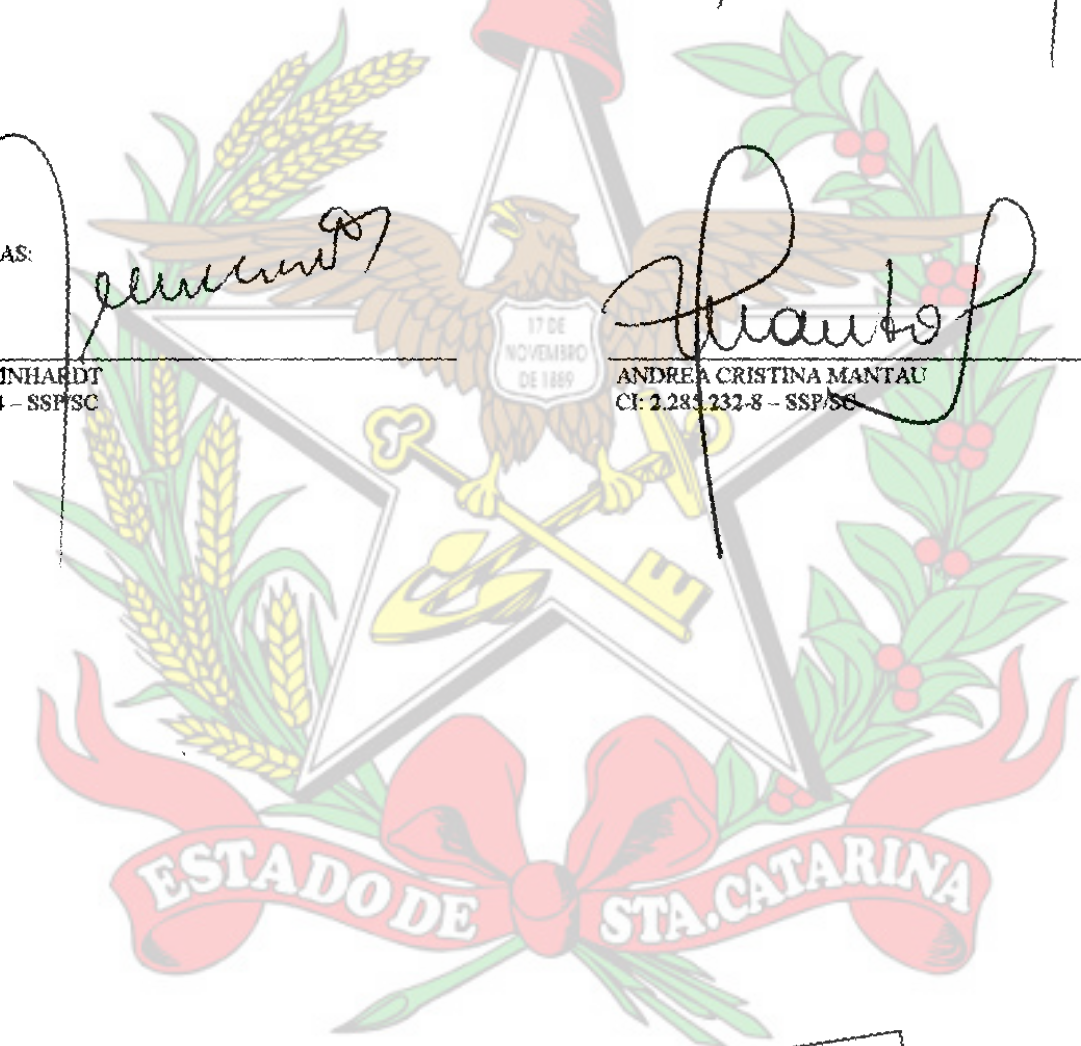 AS:
17 DE
NOVEMBRO
DE 1889
INHARDT
ANDREA CRISTINA MANTAU
4 – SSP/SC
CI: 2.285.232-8 – SSP/SC
ESTADO DE STA.CATARINA